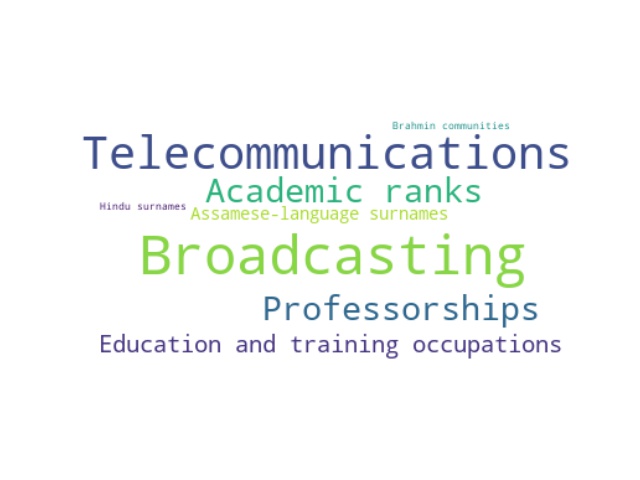 Brahmin communities
Telecommunications
Academic ranks
Hindu surnames
Assamese-language surnames
Broadcasting
Professorships
Education and training occupations